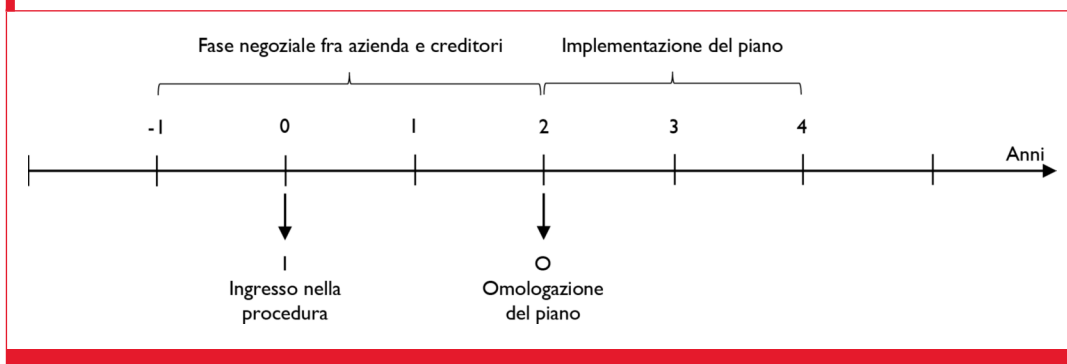 Fase negoziale fra azienda e creditori
Implementazione del piano
-1 0 1 2 3 4
Anni
I O
Ingresso nella
procedura
Omologazione
del piano